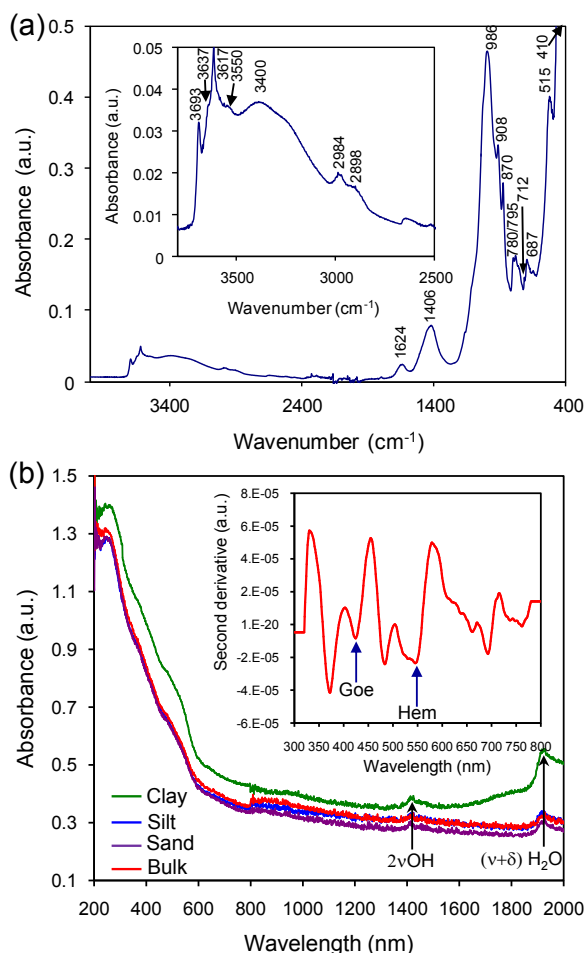 (a)
0.5
0.4
0.3
0.2
0.1
0
Absorbance (a.u.)
3400
2400
1400
400
Wavenumber (cm-1)
986
908
870
780/795
712
687
515
410
1624
1406
0.05
0.04
0.03
0.02
0.01
0
Absorbance (a.u.)
3693
3637
3617
3550
3400
2984
2898
3500
3000
2500
Wavenumber (cm-1)
(b)
1.5
1.3
1.1
0.9
0.7
0.5
0.3
0.1
Absorbance (a.u.)
200 400 600 800 1000 1200 1400 1600 1800 2000
Wavelength (nm)
Clay
Silt
Sand
Bulk
2νOH
(ν+δ) H2O
1.E-04
6.E-05
2.E-05
1.E-20
-2.E-05
-4.E-05
-6.E-05
Second derivative (a.u.)
Goe
Hem
300 350 400 450 500 550 600 650 700 750 800
Wavelength (nm)